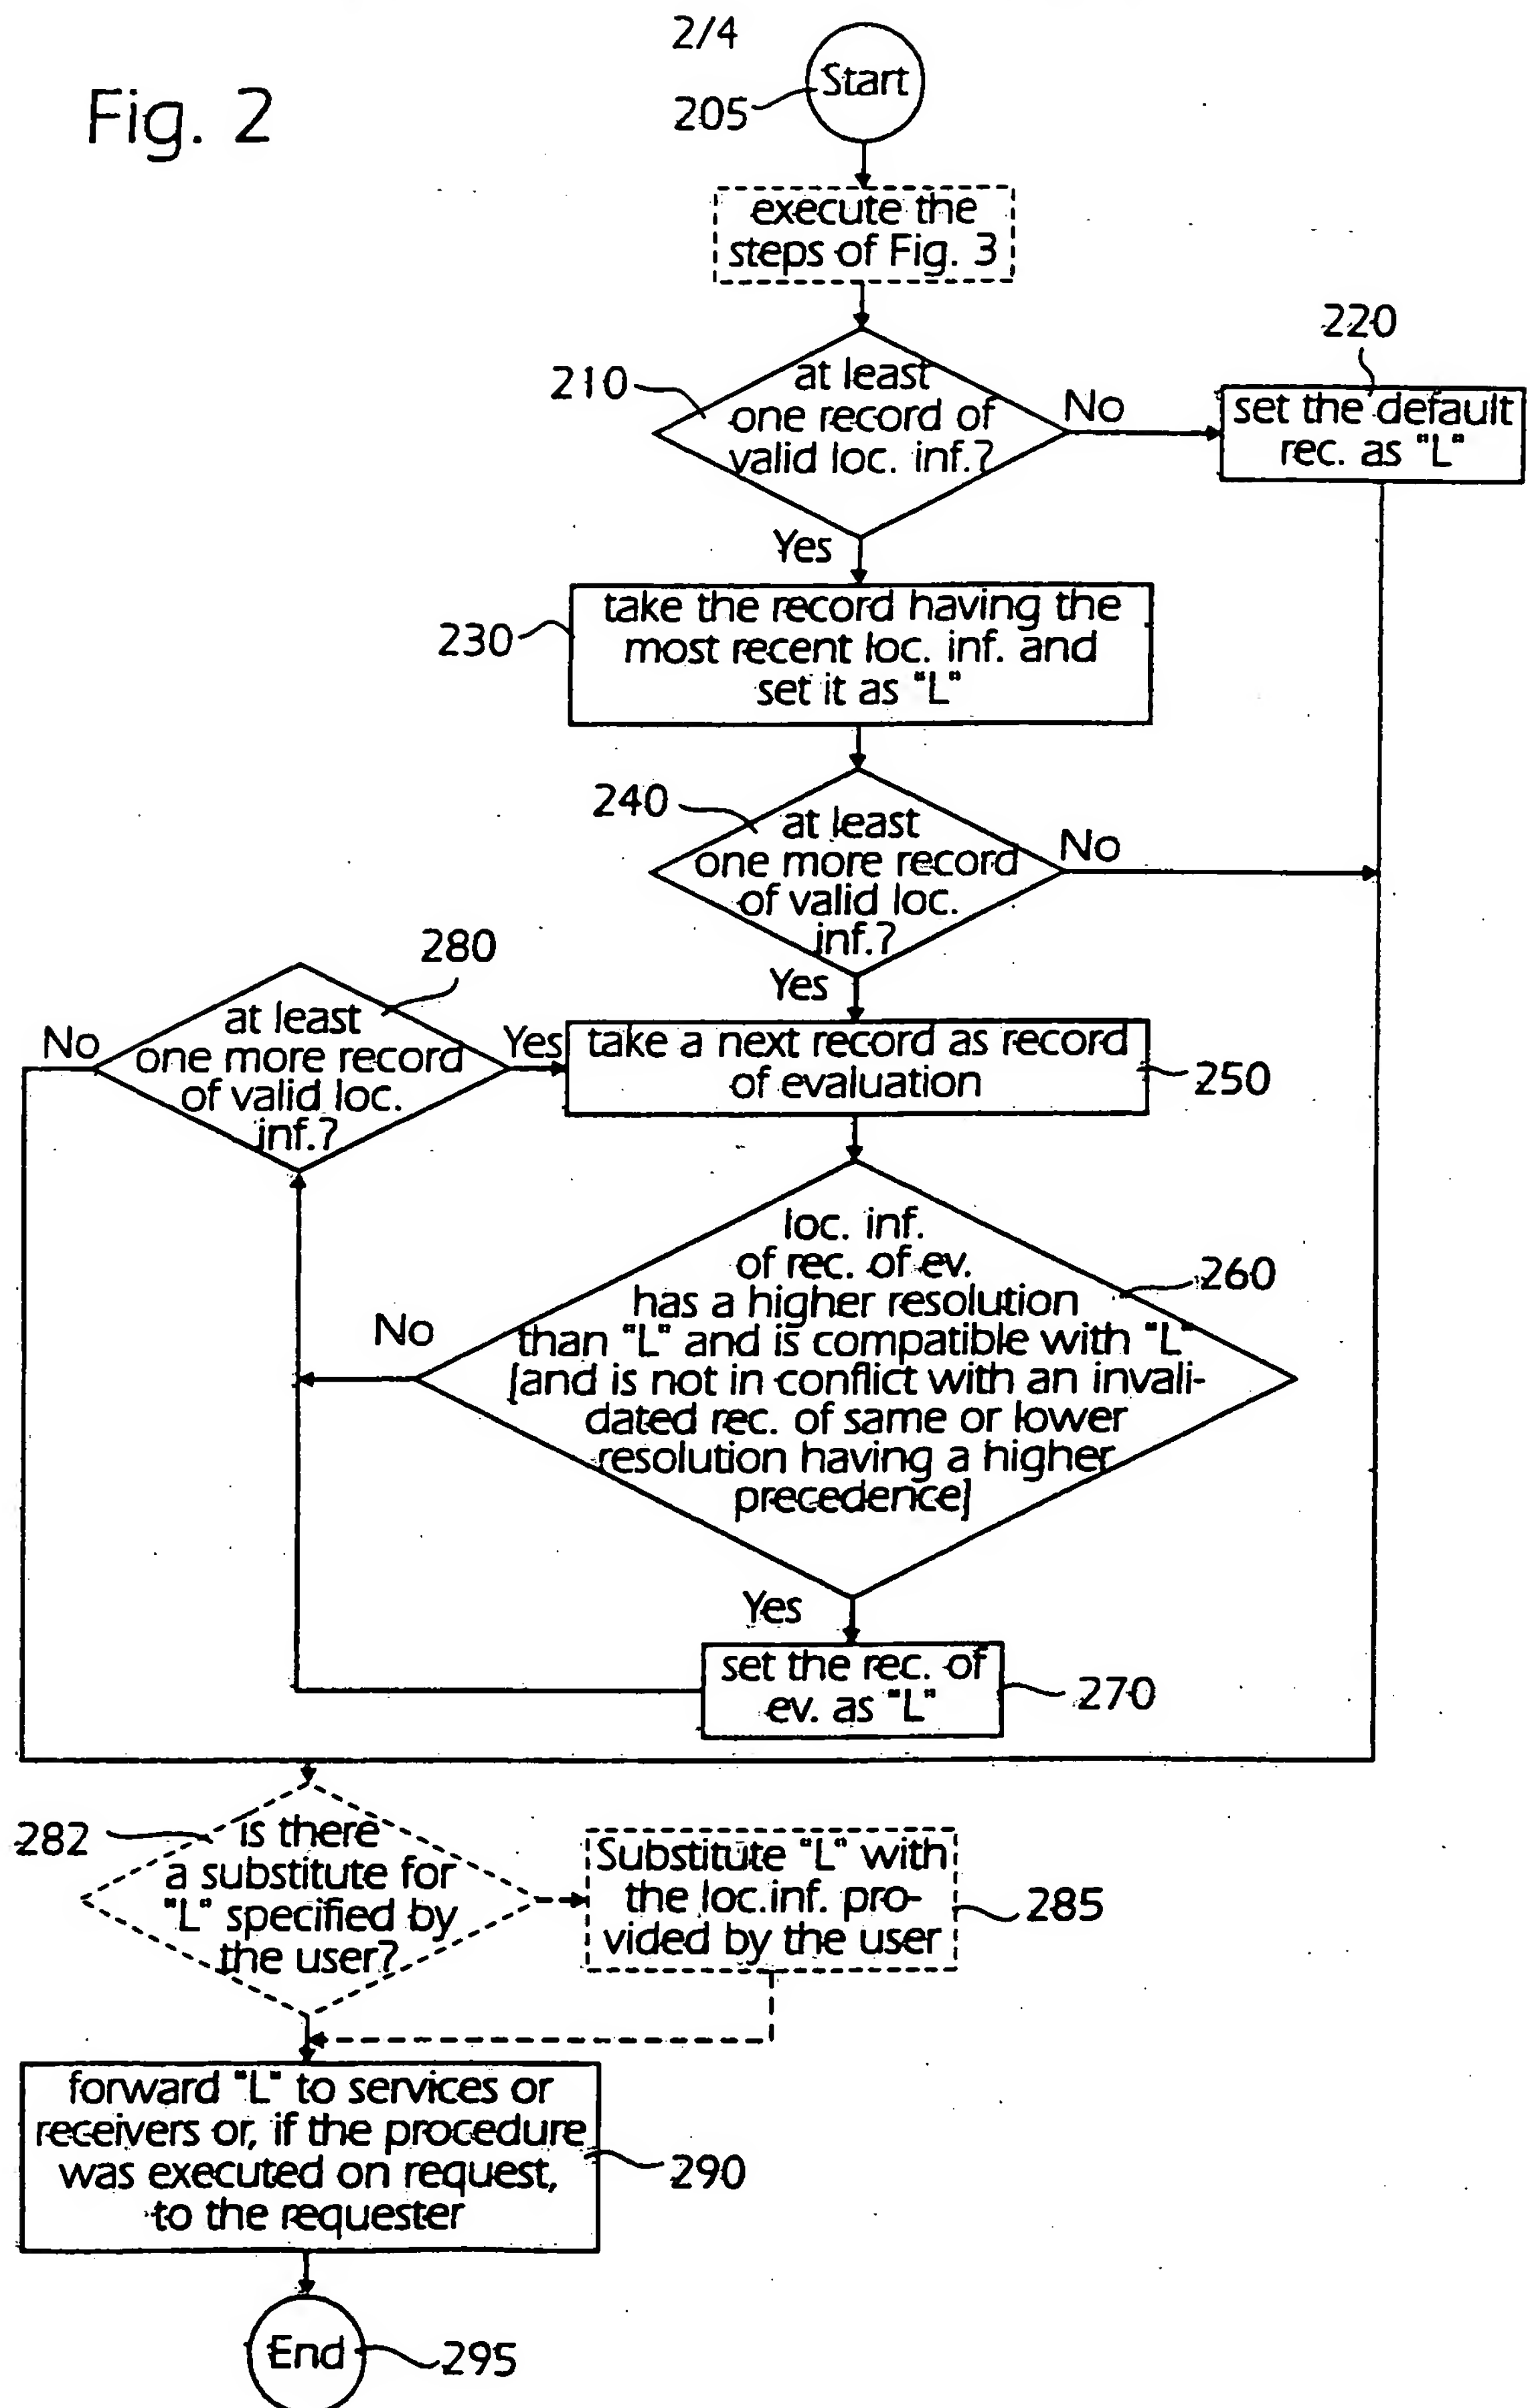 2/4
Fig. 2
Start
205
execute the
steps of Fig. 3
220
210
at least
one record of
valid loc. inf.?
No
set the default
rec. as "L"
Yes
230
take the record having the
most recent loc. inf. and
set it as "L"
240
at least
one more record
of valid loc.
inf.?
No
Yes
280
at least
one more record
of valid loc.
inf.?
No
Yes
take a next record as record
of evaluation
250
loc. inf.
of rec. of ev.
has a higher resolution
than "L" and is compatible with "L"
[and is not in conflict with an invali-
dated rec. of same or lower
resolution having a higher
precedence]
260
No
Yes
set the rec. of
ev. as "L"
270
282
is there
a substitute for
"L" specified by
the user?
Substitute "L" with
the loc.inf. pro-
vided by the user
285
forward "L" to services or
receivers or, if the procedure
was executed on request,
to the requester
290
End
295